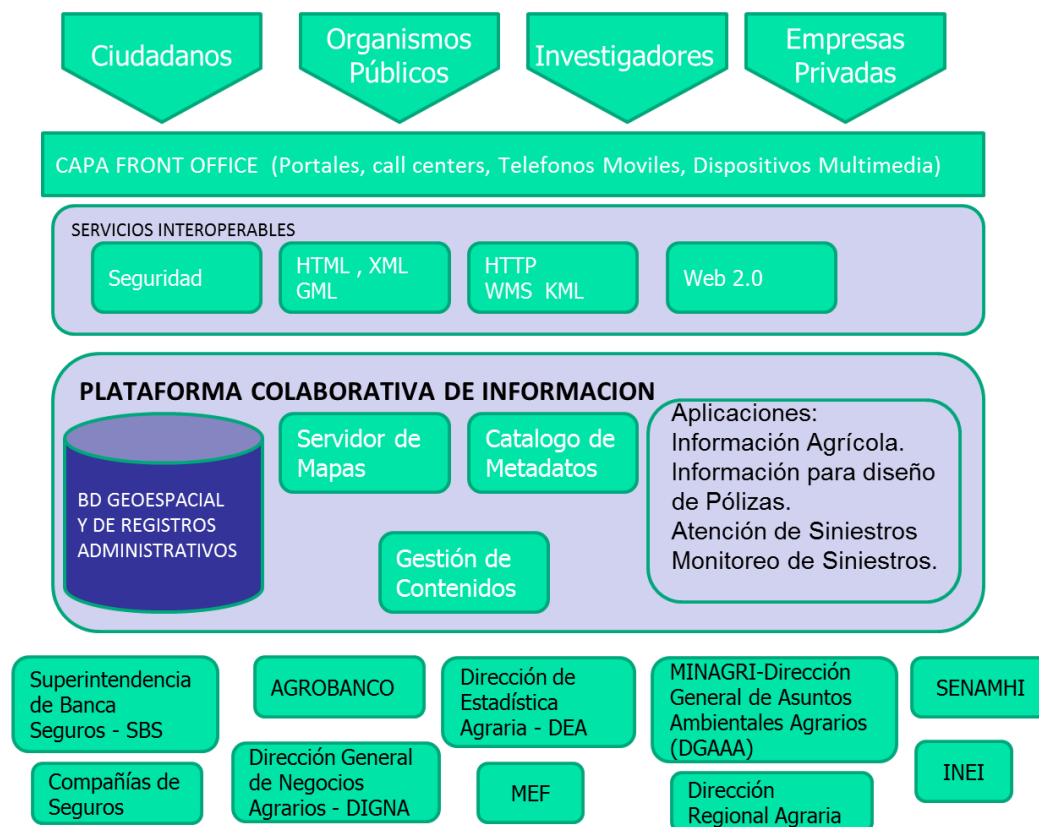 Ciudadanos
Organismos
Públicos
Investigadores
Empresas
Privadas
CAPA FRONT OFFICE (Portales, call centers, Telefonos Moviles, Dispositivos Multimedia)
SERVICIOS INTEROPERABLES
Seguridad
HTML , XML
GML
HTTP
WMS KML
Web 2.0
PLATAFORMA COLABORATIVA DE INFORMACION
BD GEOESPACIAL
Y DE REGISTROS
ADMINISTRATIVOS
Servidor de
Mapas
Catalogo de
Metadatos
Gestión de
Contenidos
Aplicaciones:
Información Agrícola.
Información para diseño
de Pólizas.
Atención de Siniestros
Monitoreo de Siniestros.
Superintendencia
de Banca
Seguros - SBS
AGROBANCO
Dirección de
Estadística
Agraria - DEA
MINAGRI-Dirección
General de Asuntos
Ambientales Agrarios
(DGAAA)
SENAMHI
Compañías de
Seguros
Dirección General
de Negocios
Agrarios - DIGNA
MEF
Dirección
Regional Agraria
INEI